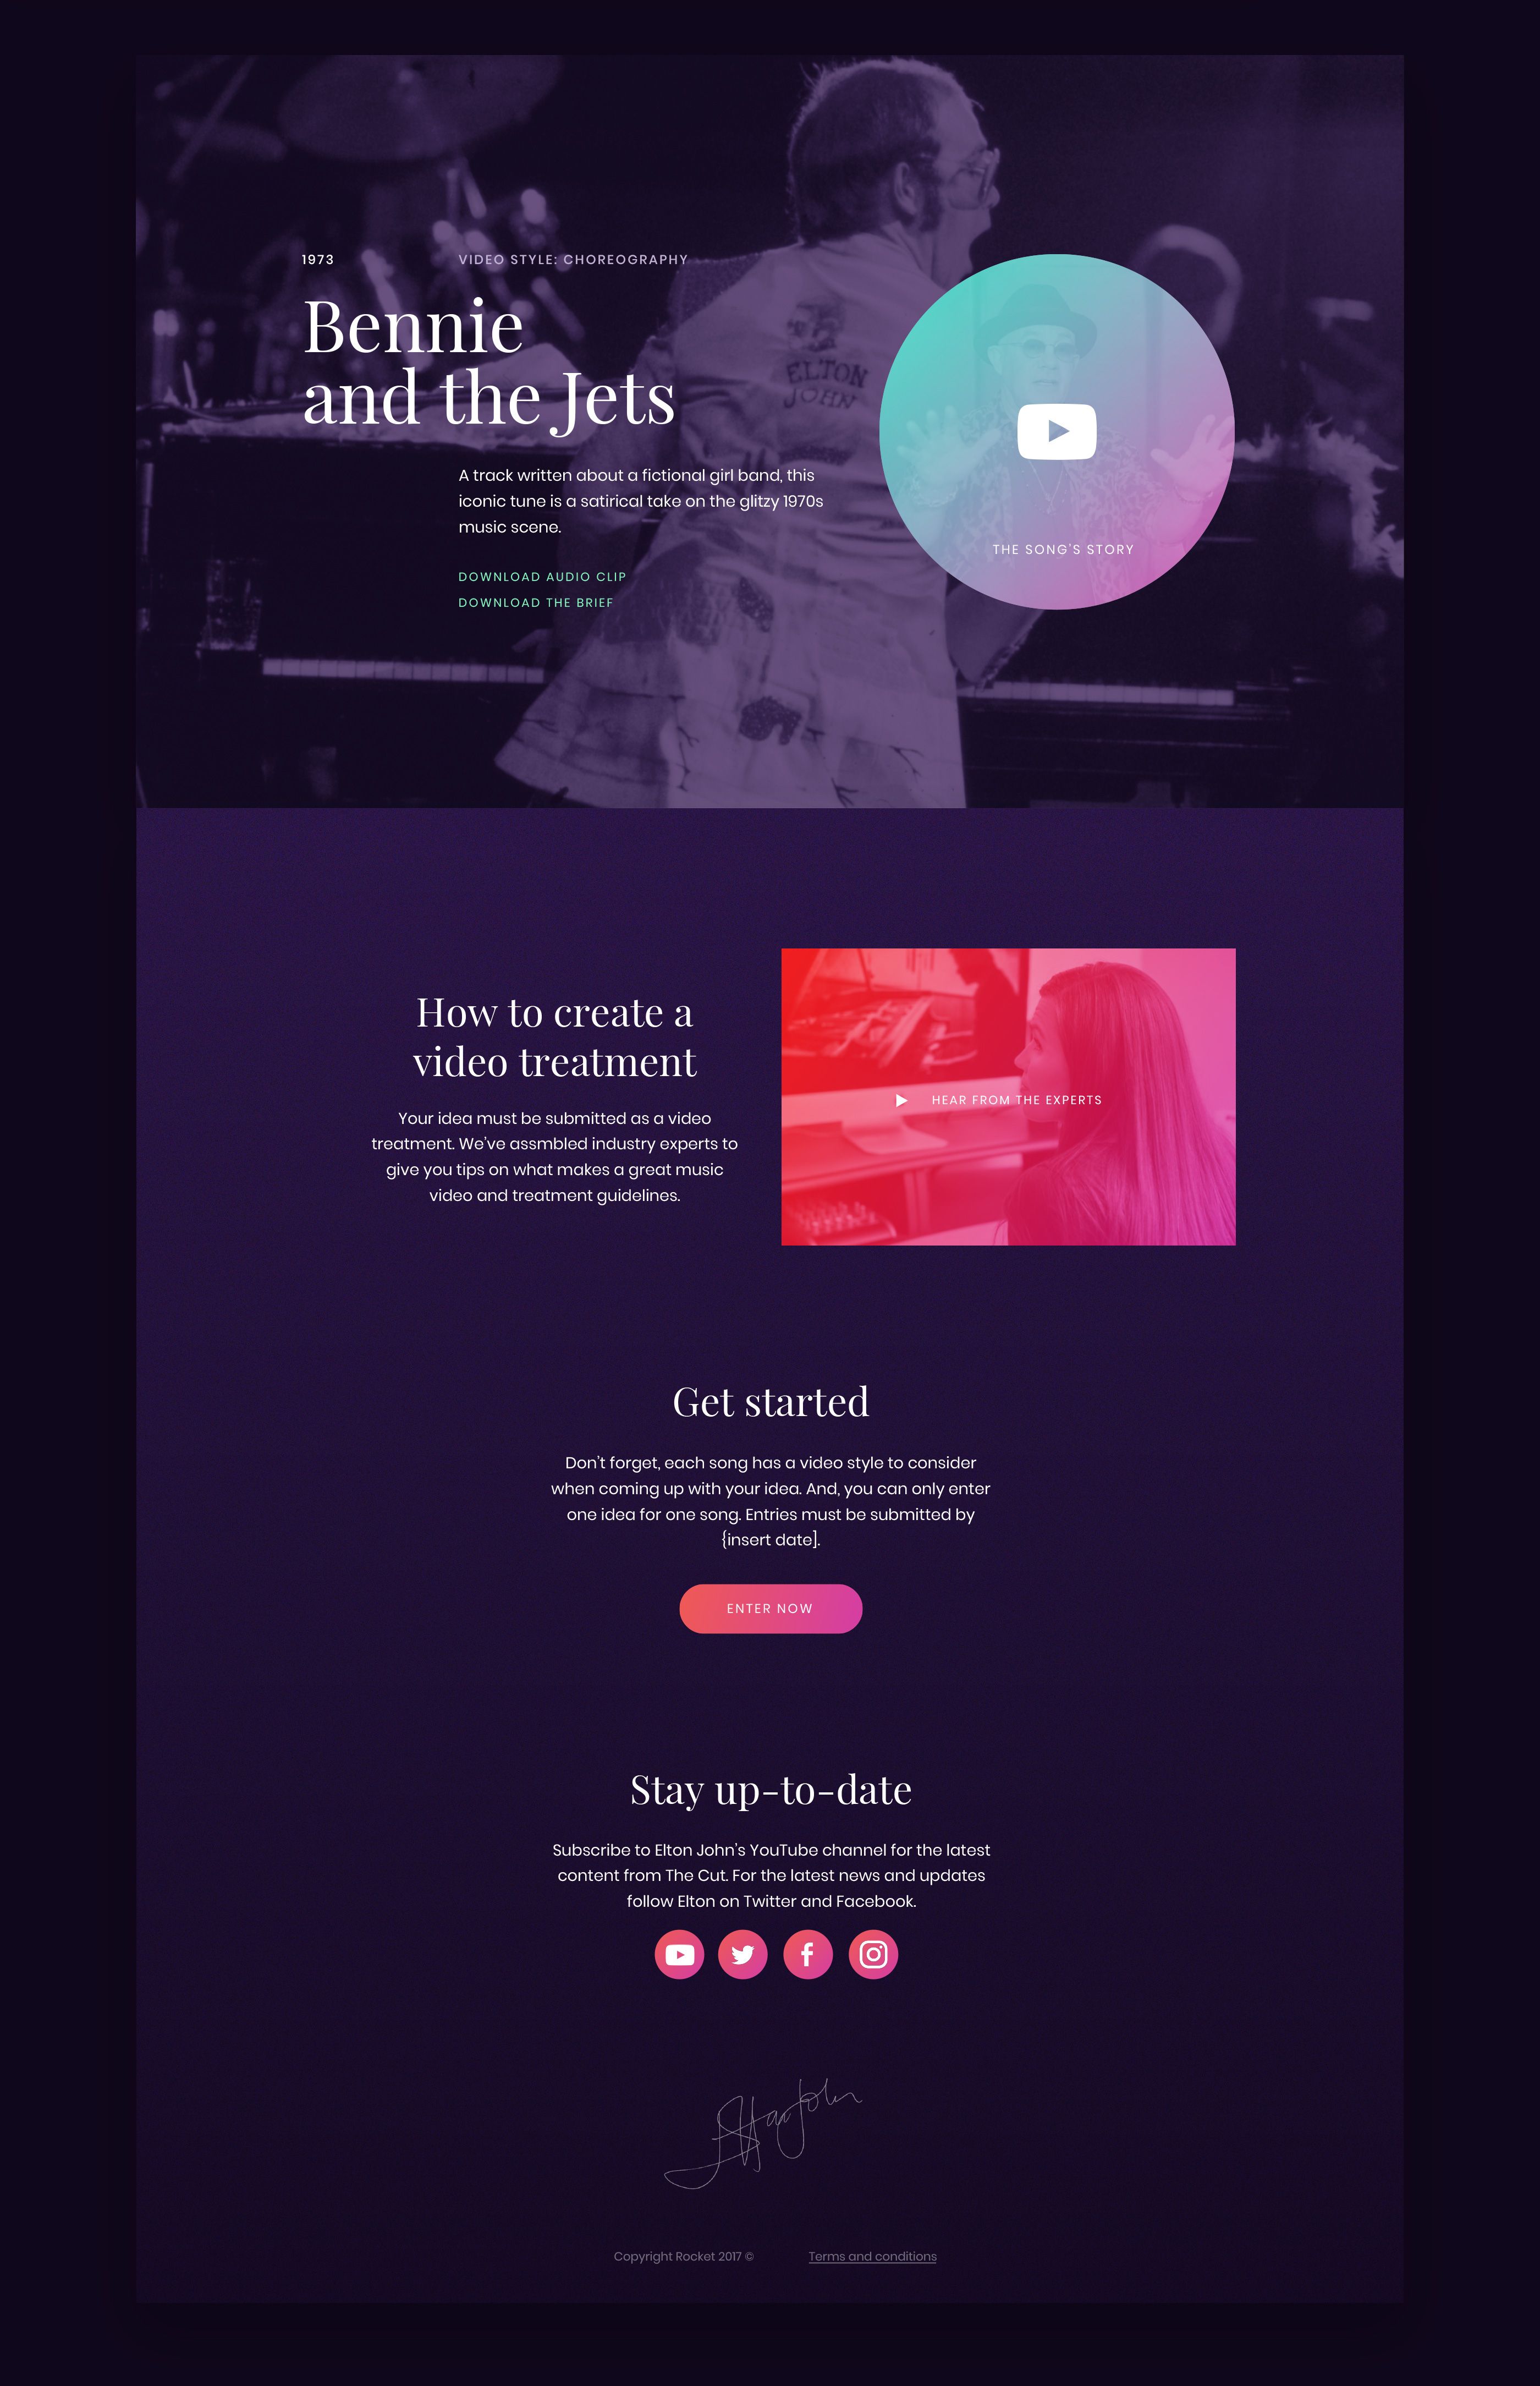 1973
VIDEO STYLE: CHOREOGRAPHY
Bennie
and the Jets
ELTON
JOHN
A track written about a fictional girl band, this
iconic tune is a satirical take on the glitzy 1970s
music scene.
DOWNLOAD AUDIO CLIP
DOWNLOAD THE BRIEF
THE SONG'S STORY
How to create a
video treatment
Your idea must be submitted as a video
treatment. We've assmbled industry experts to
give you tips on what makes a great music
video and treatment guidelines.
HEAR FROM THE EXPERTS
Get started
Don't forget, each song has a video style to consider
when coming up with your idea. And, you can only enter
one idea for one song. Entries must be submitted by
{insert date].
ENTER NOW
Stay up-to-date
Subscribe to Elton John's YouTube channel for the latest
content from The Cut. For the latest news and updates
follow Elton on Twitter and Facebook.
Elton John
Copyright Rocket 2017 ©
Terms and conditions